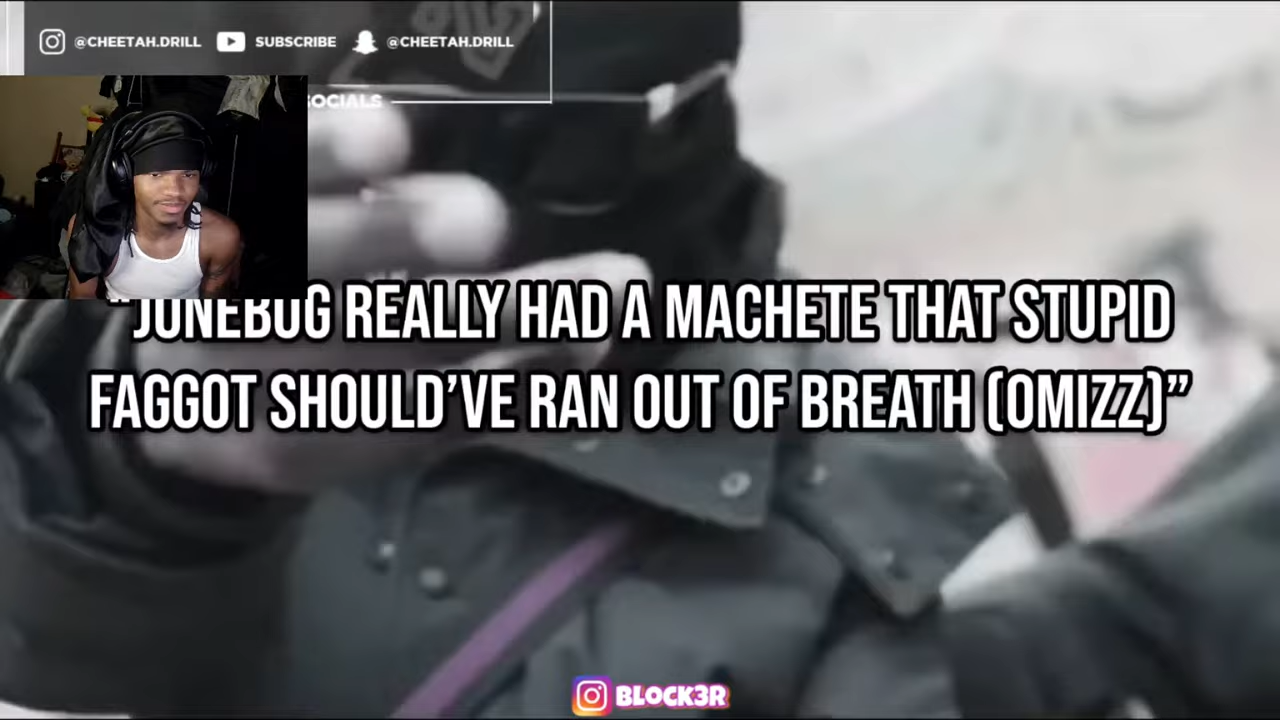 @CHEETAH.DRILL SUBSCRIBE @CHEETAH.DRILL
SOCIALS
"JUNEBUG REALLY HAD A MACHETE THAT STUPID
FAGGOT SHOULD'VE RAN OUT OF BREATH (OMIZZ)"
BLOCK3R